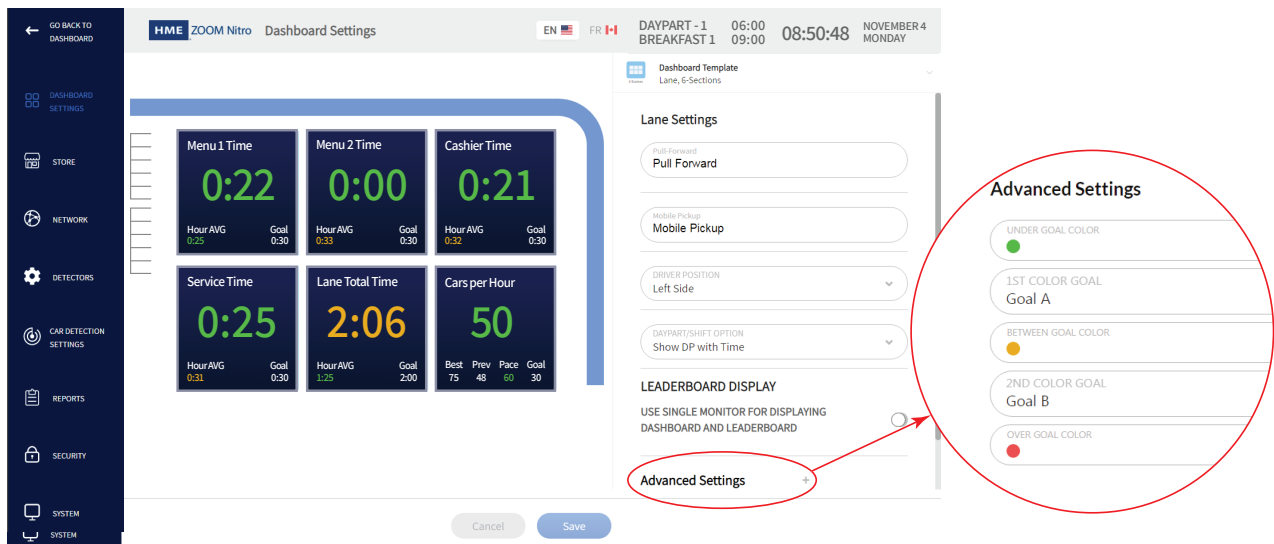 GO BACK TO
DASHBOARD
HME ZOOM Nitro Dashboard Settings
EN
FR
DAYPART - 1 06:00
BREAKFAST 1 09:00
08:50:48
NOVEMBER 4
MONDAY
DASHBOARD
SETTINGS
STORE
NETWORK
DETECTORS
CAR DETECTION
SETTINGS
REPORTS
SECURITY
SYSTEM
SYSTEM
Menu 1 Time
0:22
Hour AVG Goal
0:25 0:30
Menu 2 Time
0:00
Hour AVG Goal
0:33 0:30
Cashier Time
0:21
Hour AVG Goal
0:32 0:30
Service Time
0:25
Hour AVG Goal
0:31 0:30
Lane Total Time
2:06
Hour AVG Goal
1:25 2:00
Cars per Hour
50
Best Prev Pace Goal
75 48 60 30
Cancel
Save
Dashboard Template
Lane, 6-Sections
Lane Settings
Pull-Forward
Pull Forward
Mobile Pickup
Mobile Pickup
DRIVER POSITION
Left Side
DAYPART/SHIFT OPTION
Show DP with Time
LEADERBOARD DISPLAY
USE SINGLE MONITOR FOR DISPLAYING
DASHBOARD AND LEADERBOARD
Advanced Settings +
Advanced Settings
UNDER GOAL COLOR
1ST COLOR GOAL
Goal A
BETWEEN GOAL COLOR
2ND COLOR GOAL
Goal B
OVER GOAL COLOR